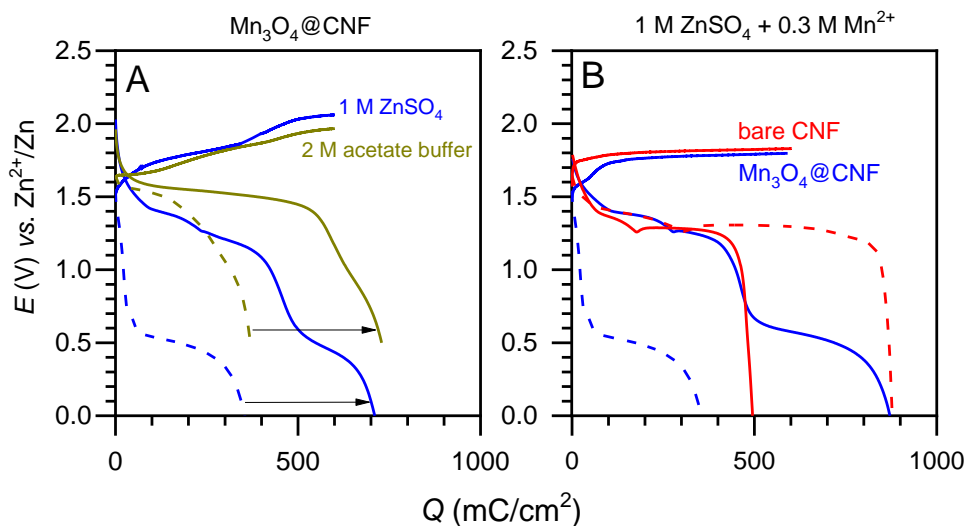 Mn₃O₄@CNF
1 M ZnSO₄ + 0.3 M Mn²⁺
2.5
2.0
1.5
1.0
0.5
0.0
E (V) vs. Zn²⁺/Zn
A
1 M ZnSO₄
2 M acetate buffer
0
500
1000
2.5
2.0
1.5
1.0
0.5
0.0
B
bare CNF
Mn₃O₄@CNF
0
500
1000
Q (mC/cm²)